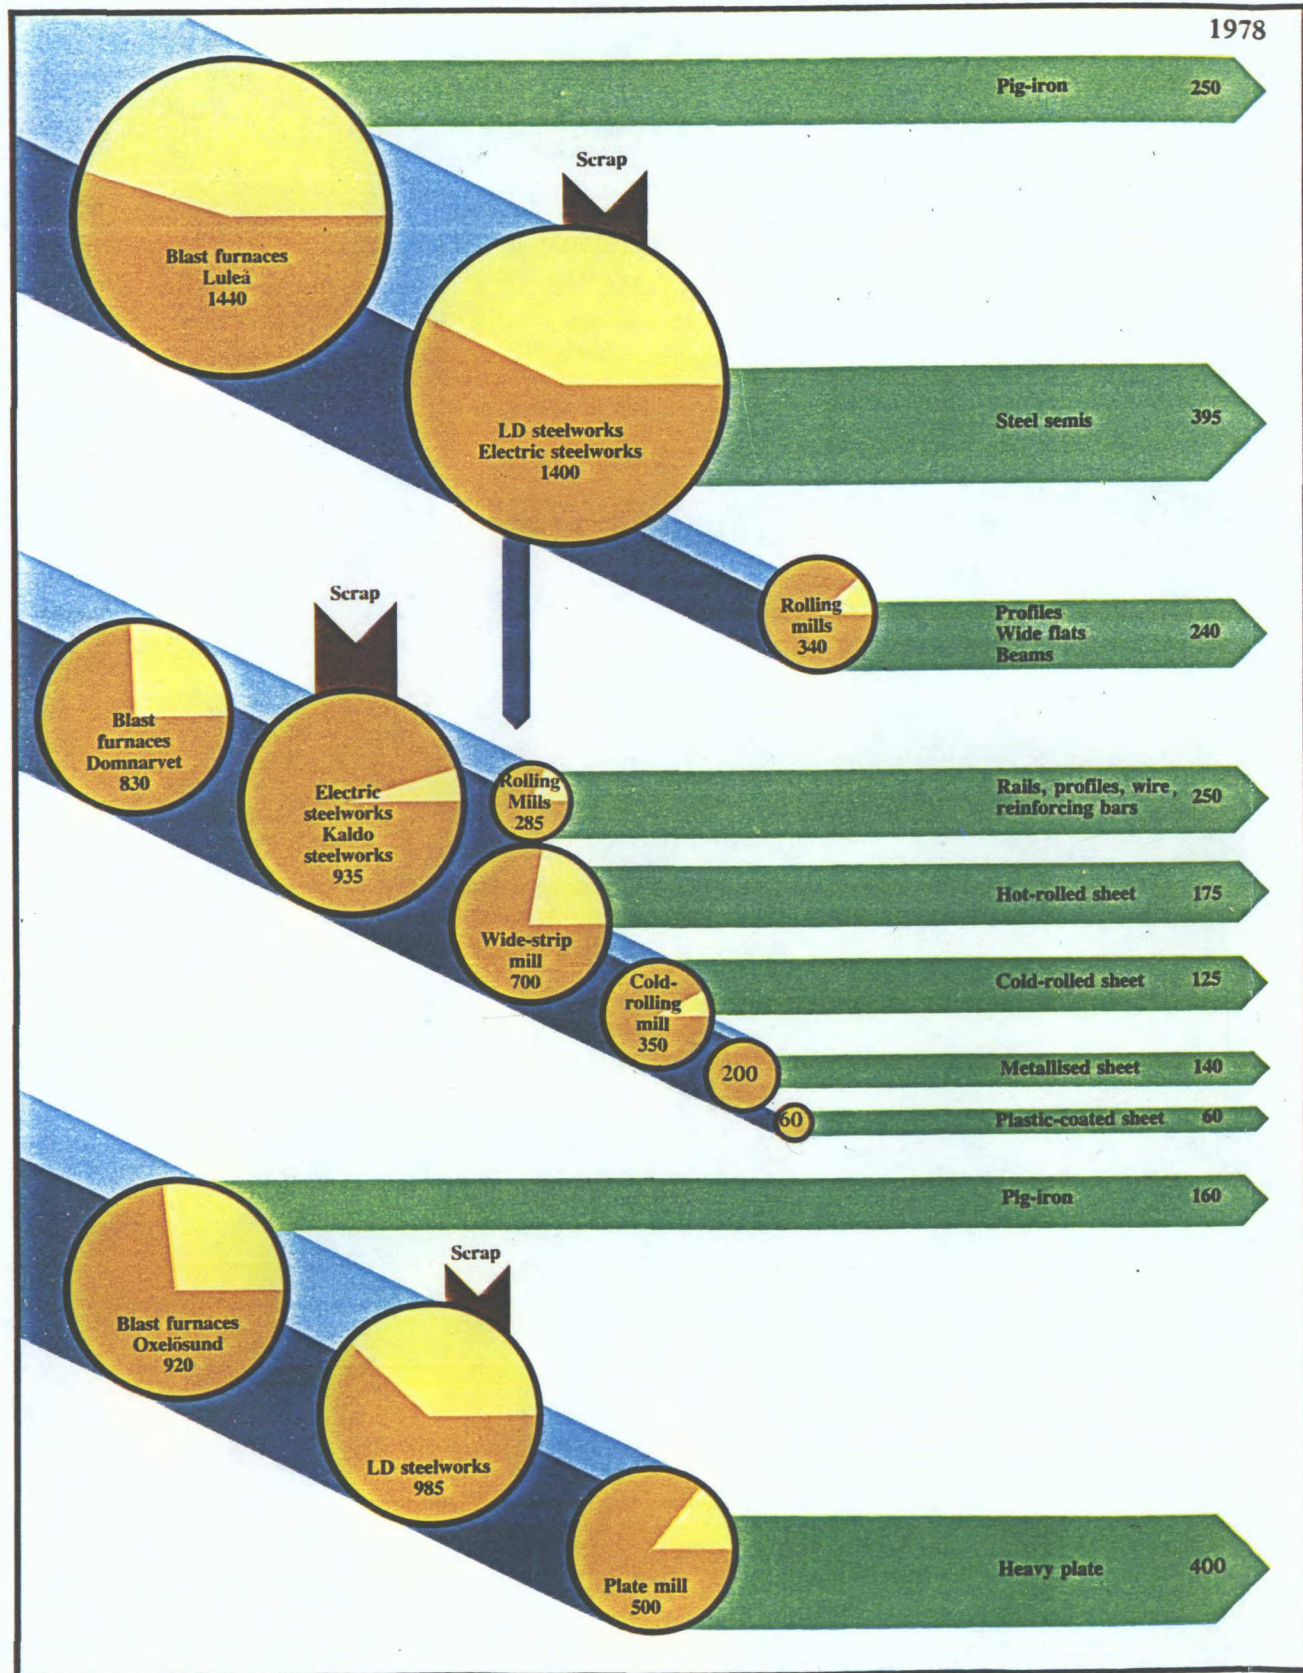 1978
Pig-iron 250
Scrap
Blast furnaces
Luleå
1440
LD steelworks
Electric steelworks
1400
Steel semis 395
Scrap
Rolling
mills
340
Profiles
Wide flats
Beams
240
Blast
furnaces
Domnarvet
830
Electric
steelworks
Kaldo
steelworks
935
Rolling
Mills
285
Rails, profiles, wire,
reinforcing bars
250
Wide-strip
mill
700
Hot-rolled sheet 175
Cold-
rolling
mill
350
Cold-rolled sheet 125
200
Metallised sheet 140
60
Plastic-coated sheet 60
Pig-iron 160
Scrap
Blast furnaces
Oxelösund
920
LD steelworks
985
Plate mill
500
Heavy plate 400